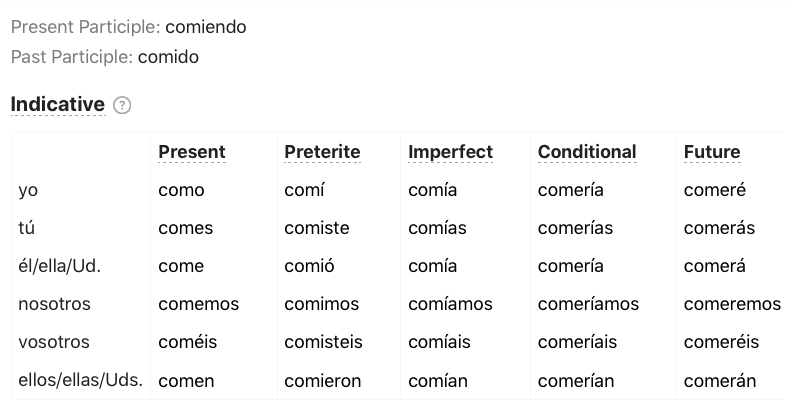 Present Participle: comiendo
Past Participle: comido
Indicative ?
Present Preterite Imperfect Conditional Future
yo como comí comía comería comeré
tú comes comiste comías comerías comerás
él/ella/Ud. come comió comía comería comerá
nosotros comemos comimos comíamos comeríamos comeremos
vosotros coméis comisteis comíais comeríais comeréis
ellos/ellas/Uds. comen comieron comían comerían comerán